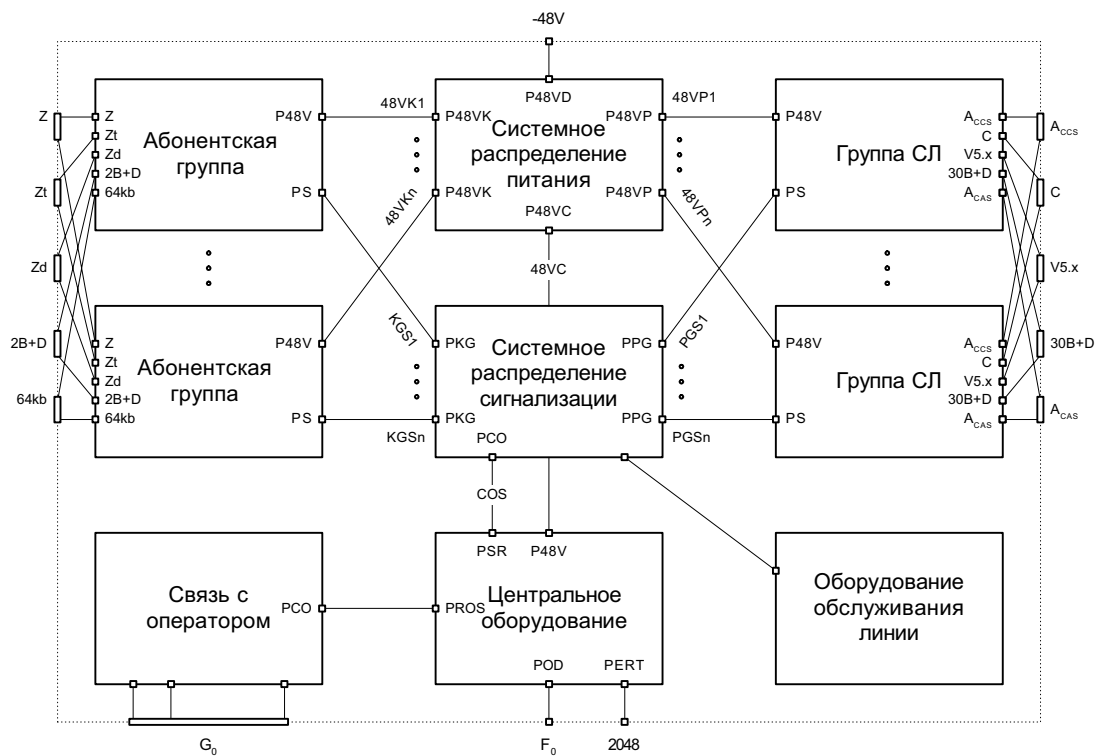 -48V
Z
Zt
Zd
2B+D
64kb
Z
Zt
Zd
2B+D
64kb
Абонентская
группа
P48V
PS
48VK1
48VKn
P48VD
P48VK
P48VK
Системное
распределение
питания
P48VP
P48VP
P48VC
48VP1
48VPn
P48V
PS
Группа СЛ
A_CCS
C
V5.x
30B+D
A_CAS
A_CCS
C
V5.x
30B+D
A_CAS
48VC
Z
Zt
Zd
2B+D
64kb
Абонентская
группа
P48V
PS
KGS1
KGSn
PKG
PKG
Системное
распределение
сигнализации
PPG
PPG
PCO
PGS1
PGSn
P48V
PS
Группа СЛ
A_CCS
C
V5.x
30B+D
A_CAS
COS
Связь с
оператором
PCO
PSR
P48V
PROS
Центральное
оборудование
POD
PERT
Оборудование
обслуживания
линии
G₀
F₀
2048